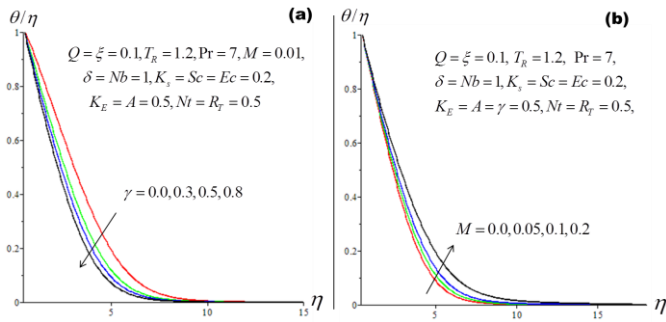 θ/η
(a)
Q = ξ = 0.1, T_R = 1.2, Pr = 7, M = 0.01,
δ = Nb = 1, K_s = Sc = Ec = 0.2,
K_E = A = 0.5, Nt = R_T = 0.5
γ = 0.0, 0.3, 0.5, 0.8
1
0.8
0.6
0.4
0.2
0
5
10
15
η
θ/η
(b)
Q = ξ = 0.1, T_R = 1.2, Pr = 7,
δ = Nb = 1, K_s = Sc = Ec = 0.2,
K_E = A = γ = 0.5, Nt = R_T = 0.5,
M = 0.0, 0.05, 0.1, 0.2
1
0.8
0.6
0.4
0.2
0
5
10
15
η